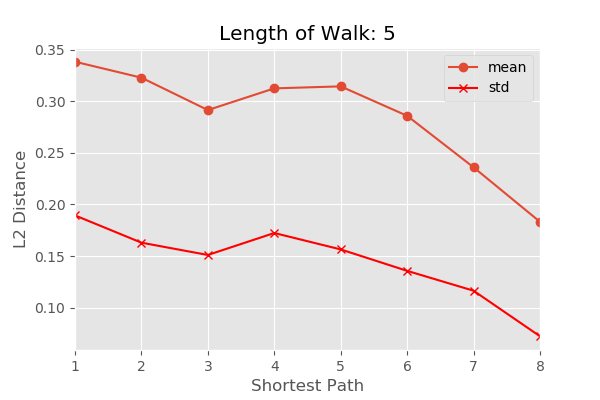 Length of Walk: 5
mean
std
L2 Distance
0.35
0.30
0.25
0.20
0.15
0.10
1 2 3 4 5 6 7 8
Shortest Path